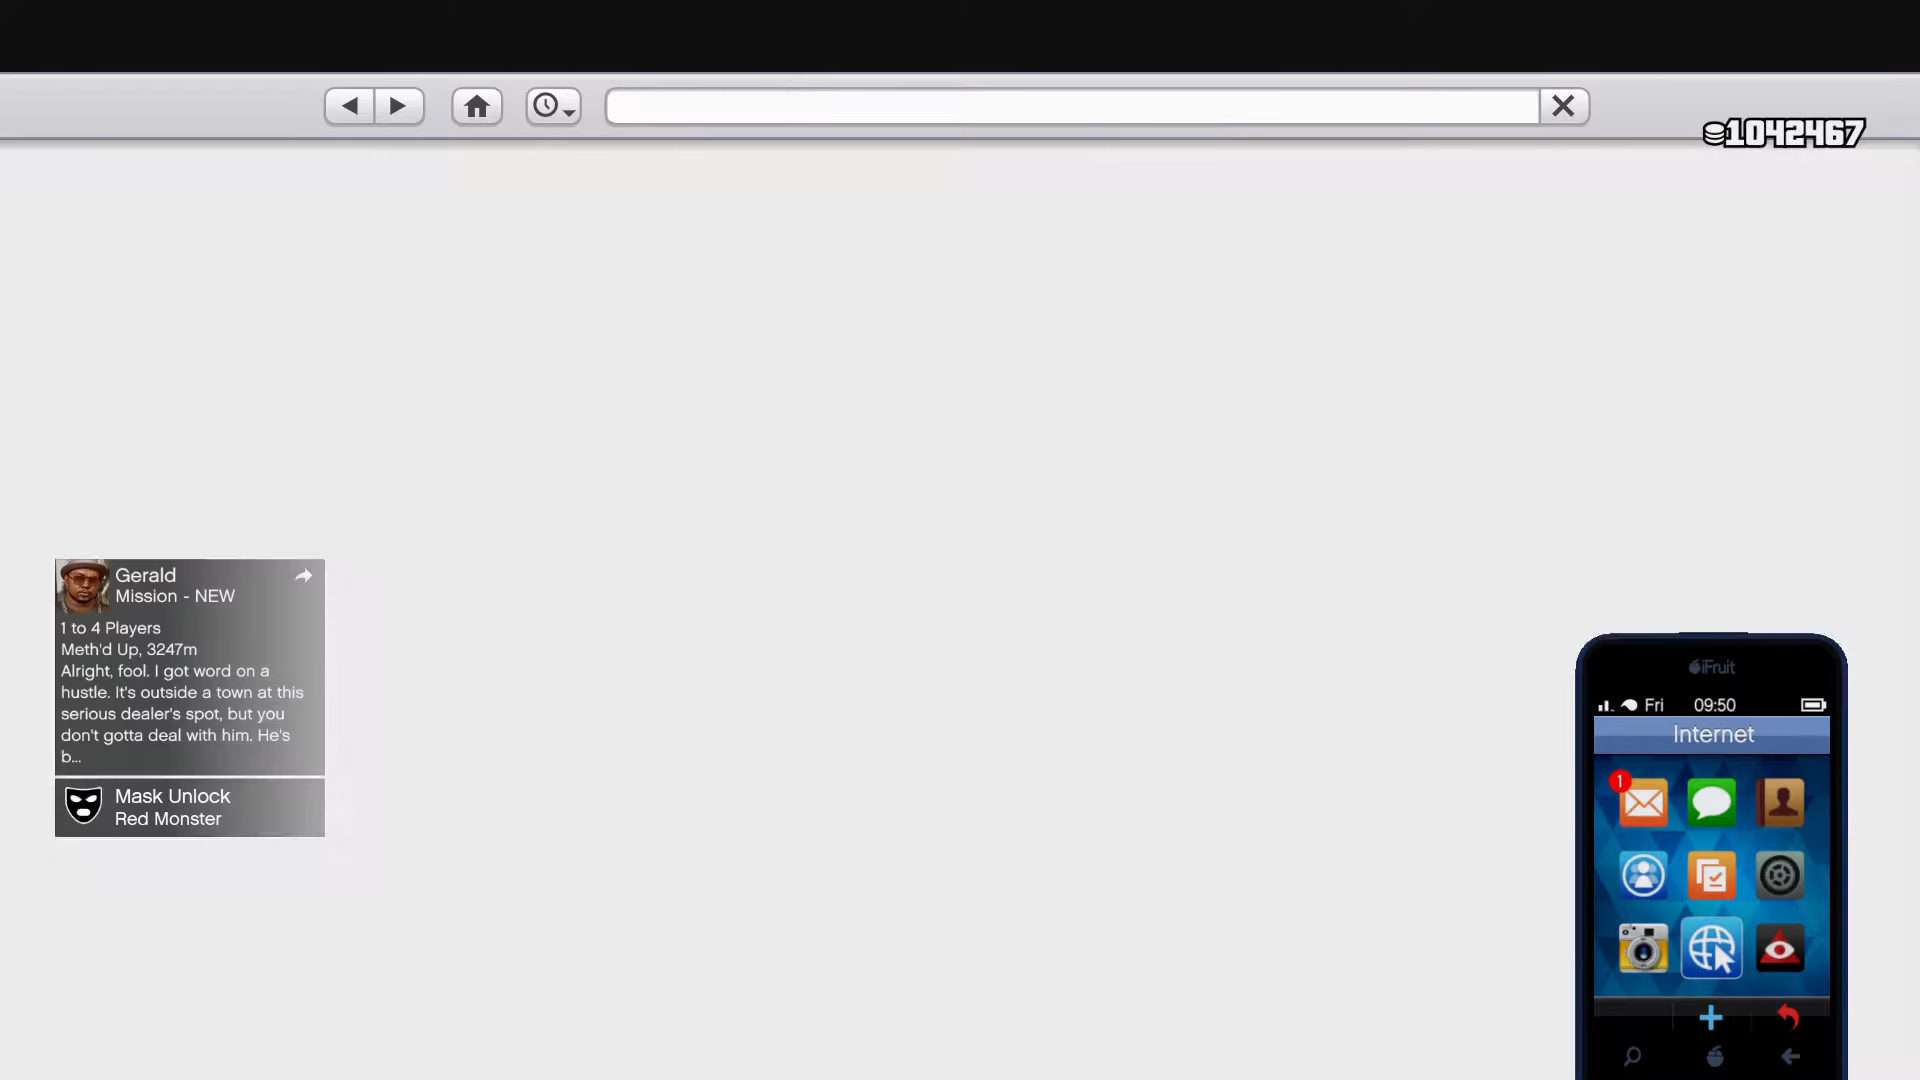 1042467
Gerald
Mission - NEW
1 to 4 Players
Meth'd Up, 3247m
Alright, fool. I got word on a
hustle. It's outside a town at this
serious dealer's spot, but you
don't gotta deal with him. He's
b...
Mask Unlock
Red Monster
iFruit
Fri 09:50
Internet
1